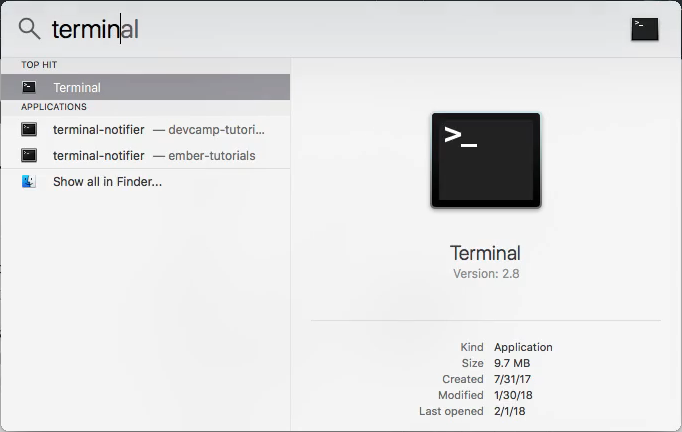 terminal
TOP HIT
Terminal
APPLICATIONS
terminal-notifier — devcamp-tutori...
terminal-notifier — ember-tutorials
Show all in Finder...
>_
Terminal
Version: 2.8
Kind Application
Size 9.7 MB
Created 7/31/17
Modified 1/30/18
Last opened 2/1/18